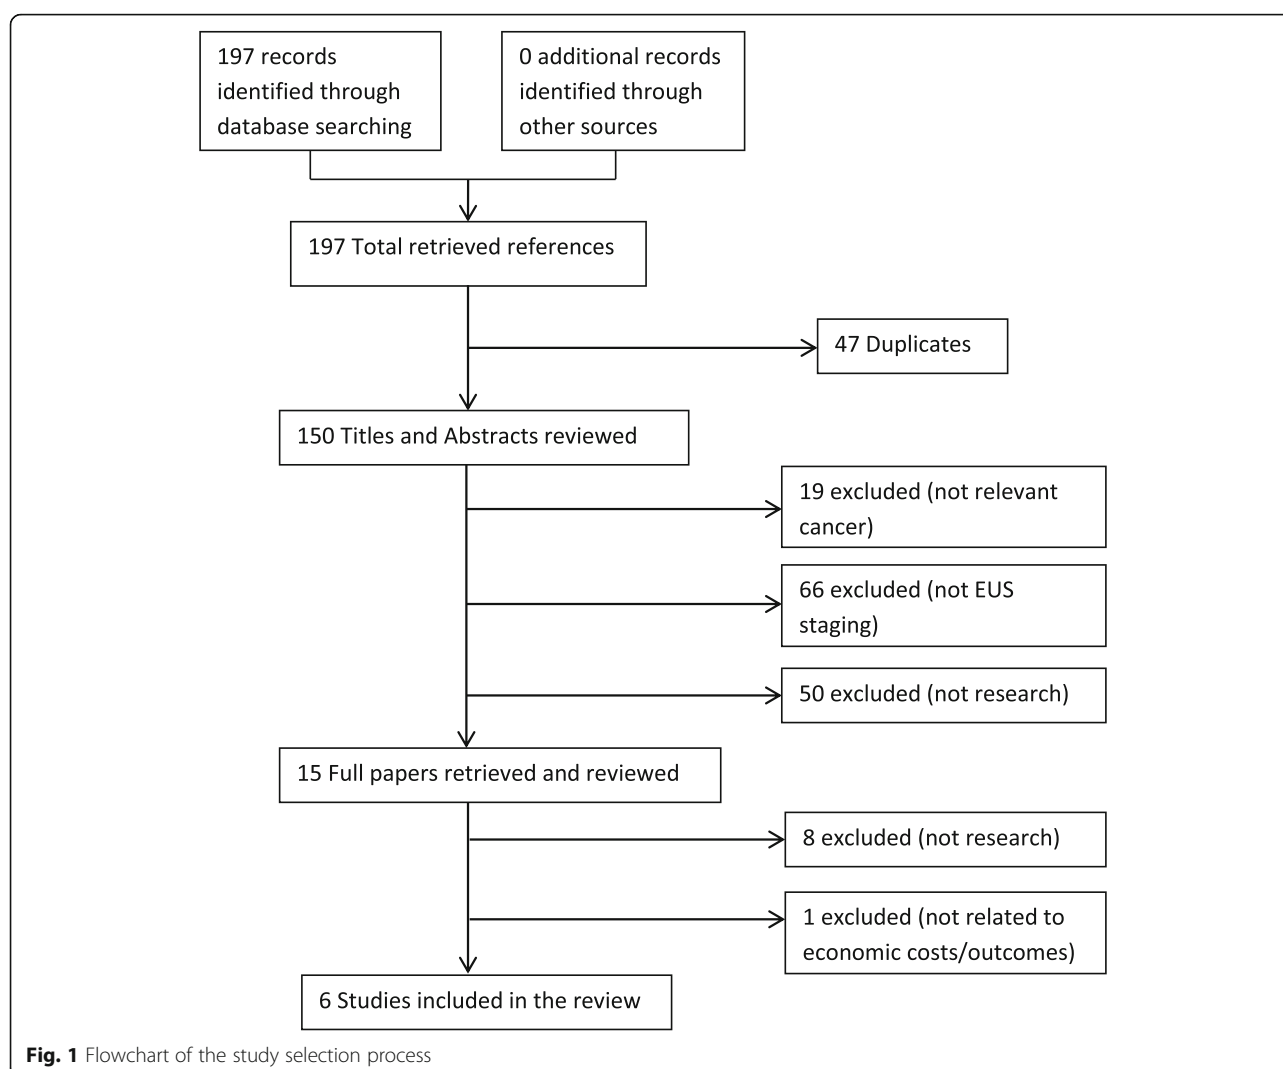 197 records
identified through
database searching
0 additional records
identified through
other sources
197 Total retrieved references
47 Duplicates
150 Titles and Abstracts reviewed
19 excluded (not relevant
cancer)
66 excluded (not EUS
staging)
50 excluded (not research)
15 Full papers retrieved and reviewed
8 excluded (not research)
1 excluded (not related to
economic costs/outcomes)
6 Studies included in the review
Fig. 1 Flowchart of the study selection process